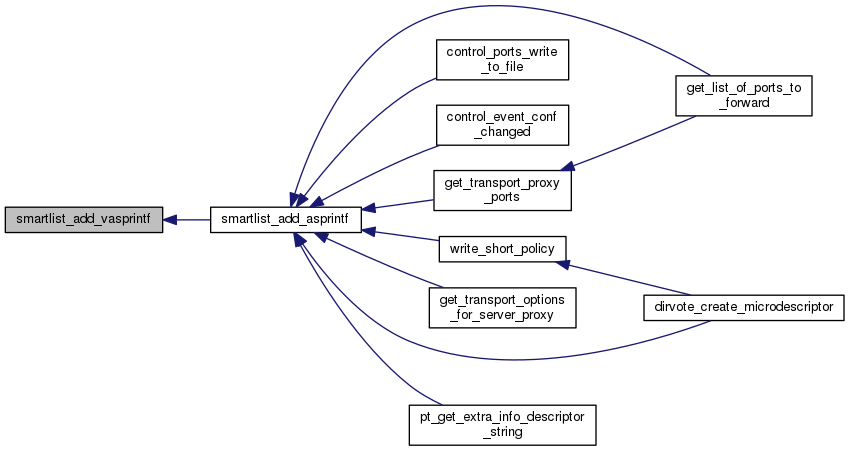 control_ports_write
_to_file
get_list_of_ports_to
_forward
control_event_conf
_changed
get_transport_proxy
_ports
smartlist_add_vasprintf
smartlist_add_asprintf
write_short_policy
get_transport_options
_for_server_proxy
dirvote_create_microdescriptor
pt_get_extra_info_descriptor
_string